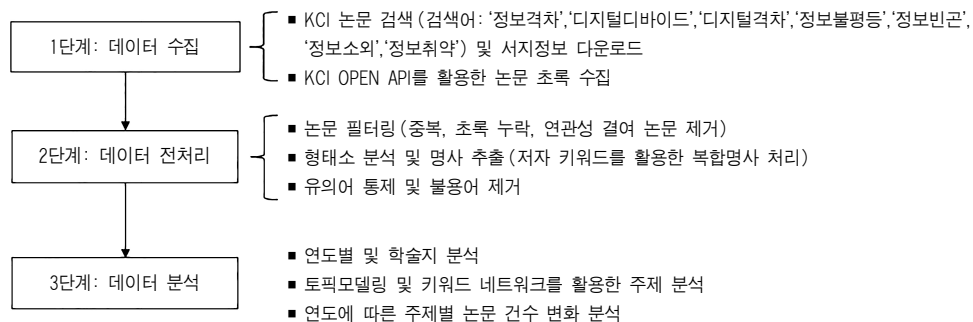 1단계: 데이터 수집
▪ KCI 논문 검색(검색어: '정보격차','디지털디바이드','디지털격차','정보불평등','정보빈곤',
'정보소외','정보취약') 및 서지정보 다운로드
▪ KCI OPEN API를 활용한 논문 초록 수집
2단계: 데이터 전처리
▪ 논문 필터링(중복, 초록 누락, 연관성 결여 논문 제거)
▪ 형태소 분석 및 명사 추출(저자 키워드를 활용한 복합명사 처리)
▪ 유의어 통제 및 불용어 제거
3단계: 데이터 분석
▪ 연도별 및 학술지 분석
▪ 토픽모델링 및 키워드 네트워크를 활용한 주제 분석
▪ 연도에 따른 주제별 논문 건수 변화 분석